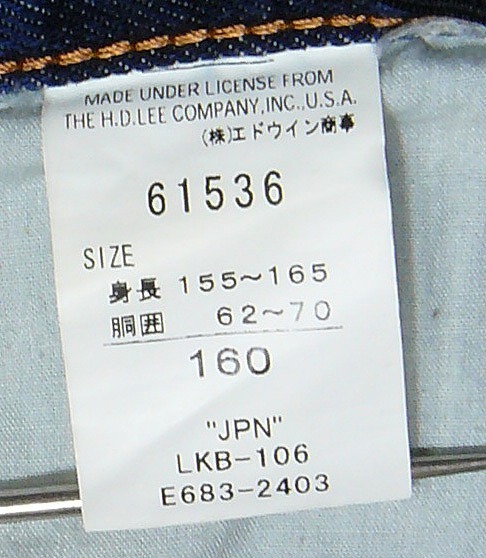 MADE UNDER LICENSE FROM
THE H.D.LEE COMPANY,INC.,U.S.A.
(株)エドウイン商事
61536
SIZE
身長 155~165
胴囲 62~70
160
"JPN"
LKB-106
E683-2403